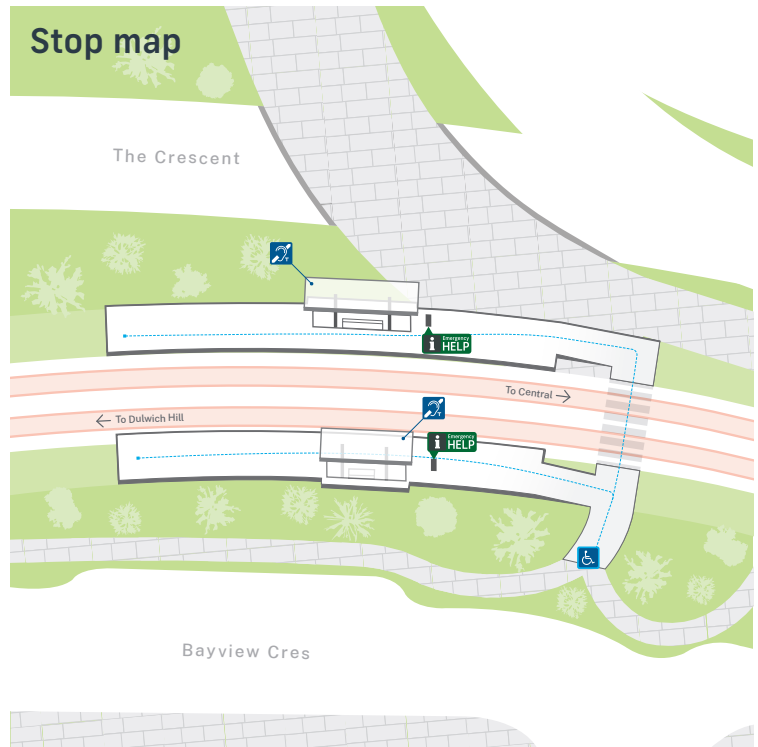 Stop map
The Crescent
Emergency
HELP
To Central
To Dulwich Hill
Emergency
HELP
Bayview Cres